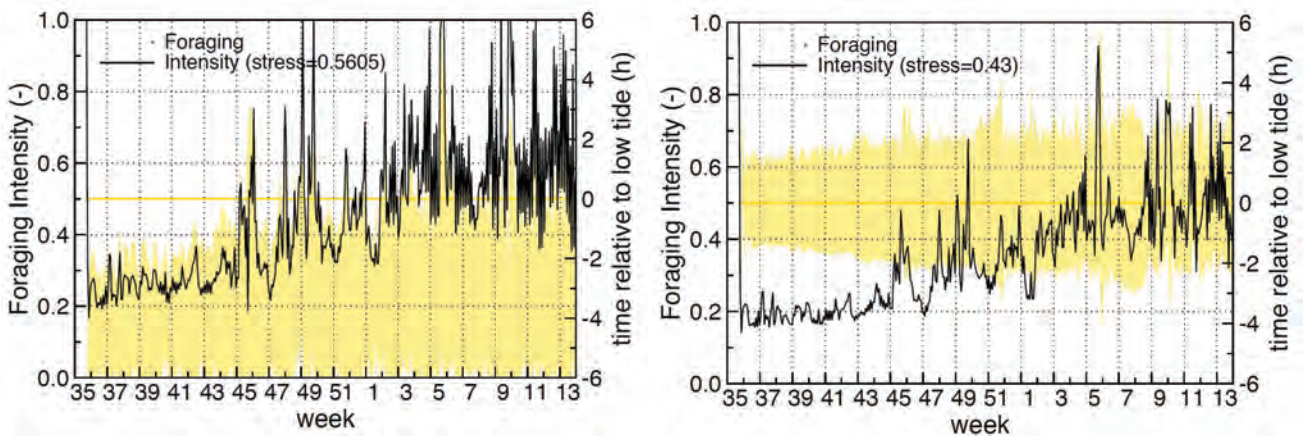 1.0
0.8
0.6
0.4
0.2
0.0
Foraging Intensity (-)
Foraging
Intensity (stress=0.5605)
6
4
2
0
-2
-4
-6
time relative to low tide (h)
35 37 39 41 43 45 47 49 51 1 3 5 7 9 11 13
week
1.0
0.8
0.6
0.4
0.2
0.0
Foraging Intensity (-)
Foraging
Intensity (stress=0.43)
6
4
2
0
-2
-4
-6
time relative to low tide (h)
35 37 39 41 43 45 47 49 51 1 3 5 7 9 11 13
week